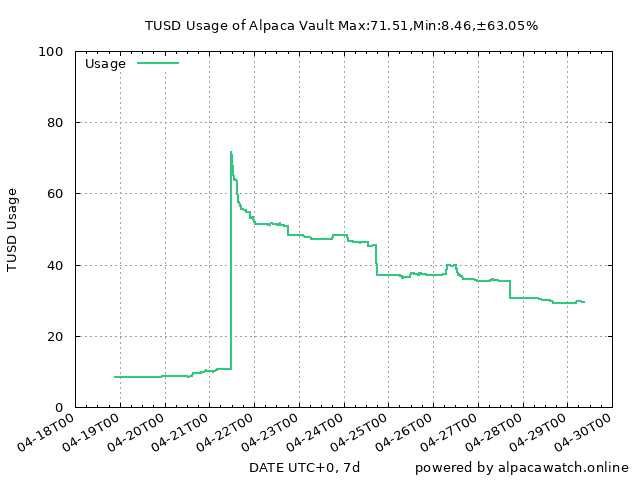 TUSD Usage of Alpaca Vault Max:71.51,Min:8.46,±63.05%
Usage
TUSD Usage
100
80
60
40
20
0
04-18T00
04-19T00
04-20T00
04-21T00
04-22T00
04-23T00
04-24T00
04-25T00
04-26T00
04-27T00
04-28T00
04-29T00
04-30T00
DATE UTC+0, 7d
powered by alpacawatch.online